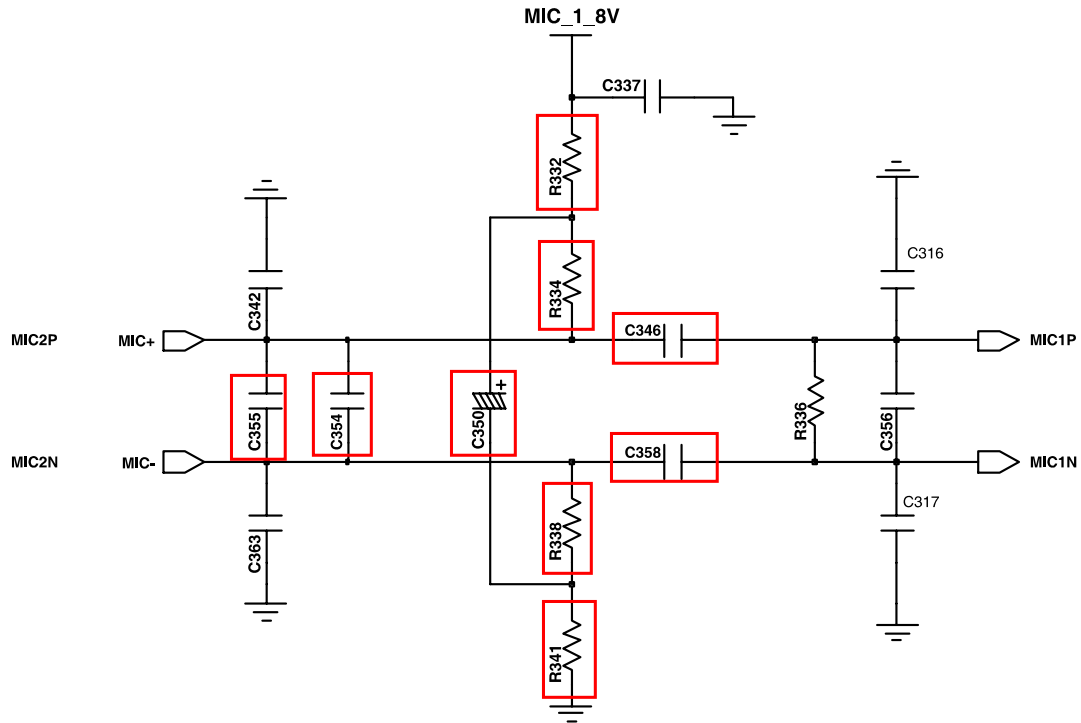 MIC_1_8V
C337
R332
C316
R334
C342
C346
MIC2P
MIC+
MIC1P
+
C355
C354
C350
R336
C356
MIC2N
MIC-
C358
MIC1N
C317
R338
C363
R341